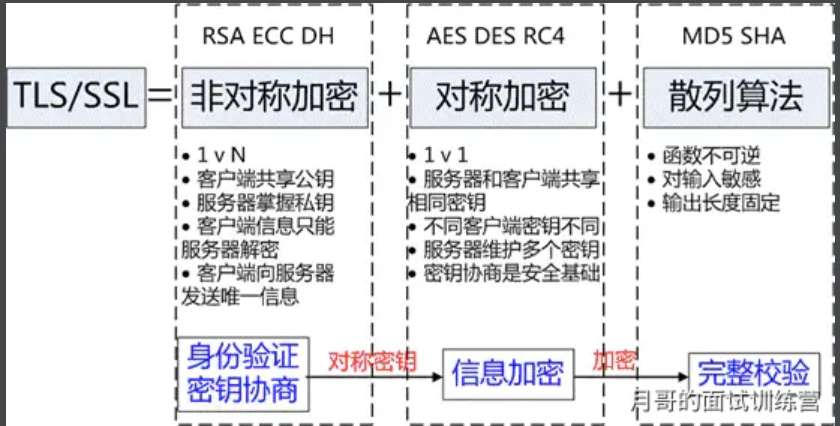 RSA ECC DH
AES DES RC4
MD5 SHA
TLS/SSL = 非对称加密 + 对称加密 + 散列算法
• 1 v N
• 客户端共享公钥
• 服务器掌握私钥
• 客户端信息只能
服务器解密
• 客户端向服务器
发送唯一信息
• 1 v 1
• 服务器和客户端共享
相同密钥
• 不同客户端密钥不同
• 服务器维护多个密钥
• 密钥协商是安全基础
• 函数不可逆
• 对输入敏感
• 输出长度固定
身份验证
密钥协商
对称密钥
信息加密
加密
完整校验
月哥的面试训练营